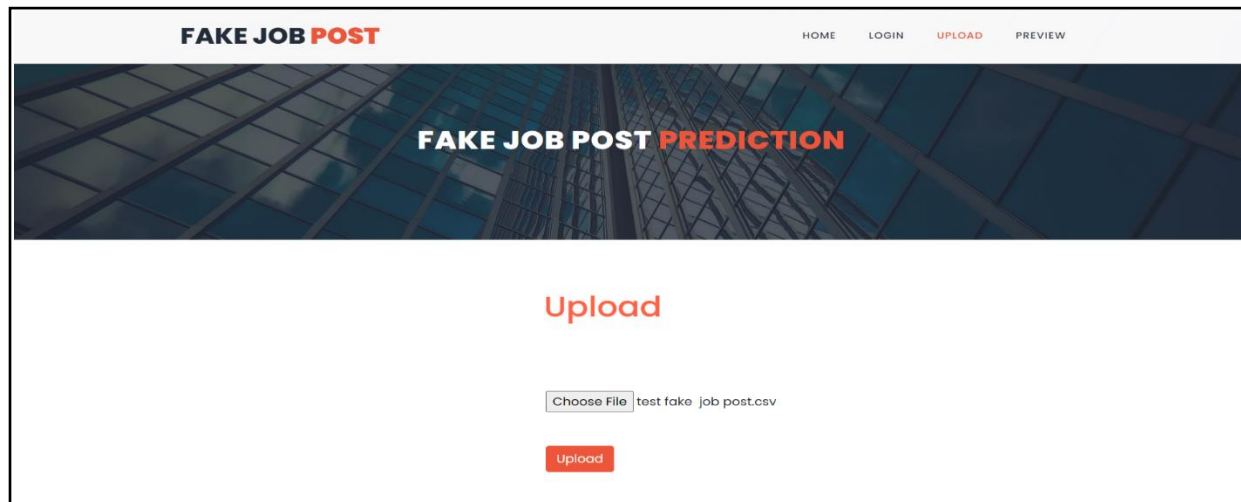 FAKE JOB POST
HOME LOGIN UPLOAD PREVIEW
FAKE JOB POST PREDICTION
Upload
Choose File test fake job post.csv
Upload